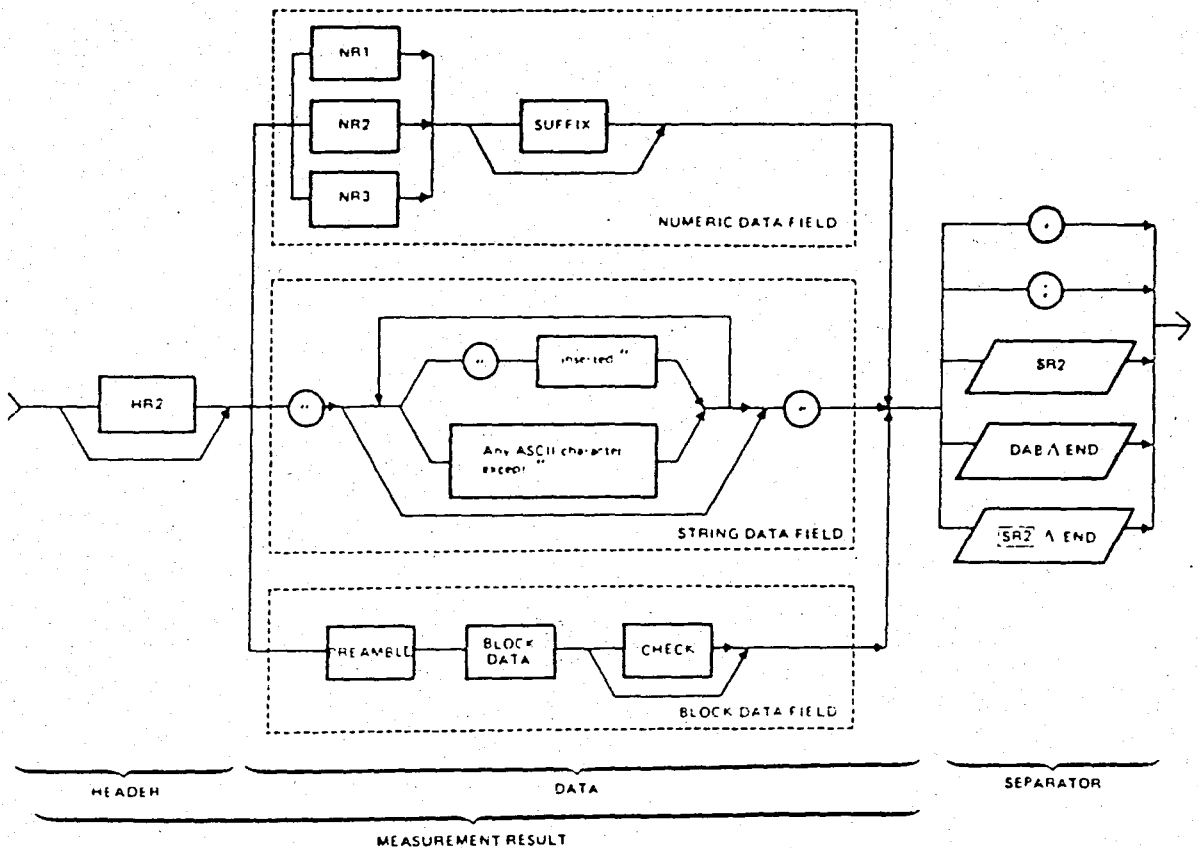 NR1
NR2
NR3
SUFFIX
NUMERIC DATA FIELD
HR2
"
"
inserted "
Any ASCII character
except "
"
STRING DATA FIELD
PREAMBLE
BLOCK
DATA
CHECK
BLOCK DATA FIELD
,
;
SR2
DAB Λ END
SR2 Λ END
HEADER
DATA
SEPARATOR
MEASUREMENT RESULT